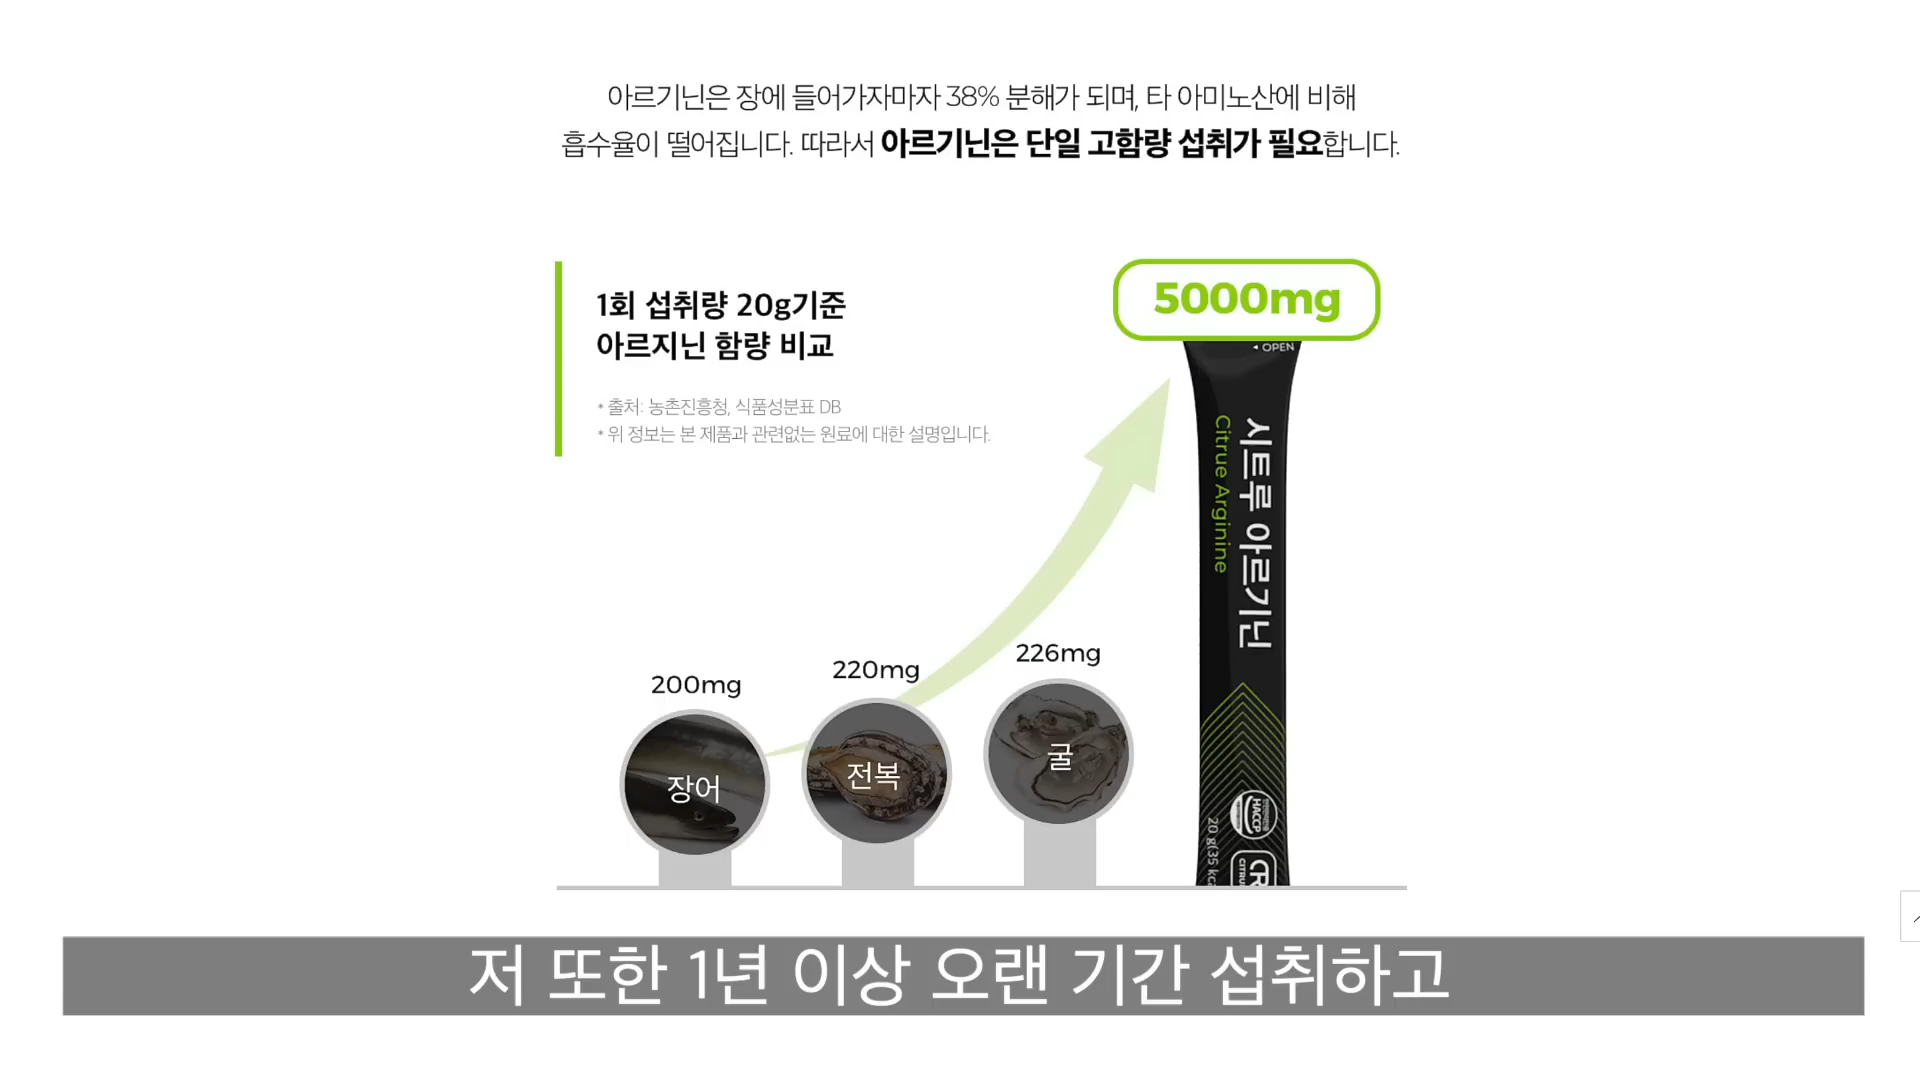 아르기닌은 장에 들어가자마자 38% 분해가 되며, 타 아미노산에 비해
흡수율이 떨어집니다. 따라서 아르기닌은 단일 고함량 섭취가 필요합니다.
1회 섭취량 20g기준
아르지닌 함량 비교
* 출처: 농촌진흥청, 식품성분표 DB
* 위 정보는 본 제품과 관련없는 원료에 대한 설명입니다.
5000mg
OPEN
시트루 아르기닌
Citrue Arginine
200mg
220mg
226mg
장어
전복
굴
HACCP
20 g(35 kc
CR
CITRU
저 또한 1년 이상 오랜 기간 섭취하고